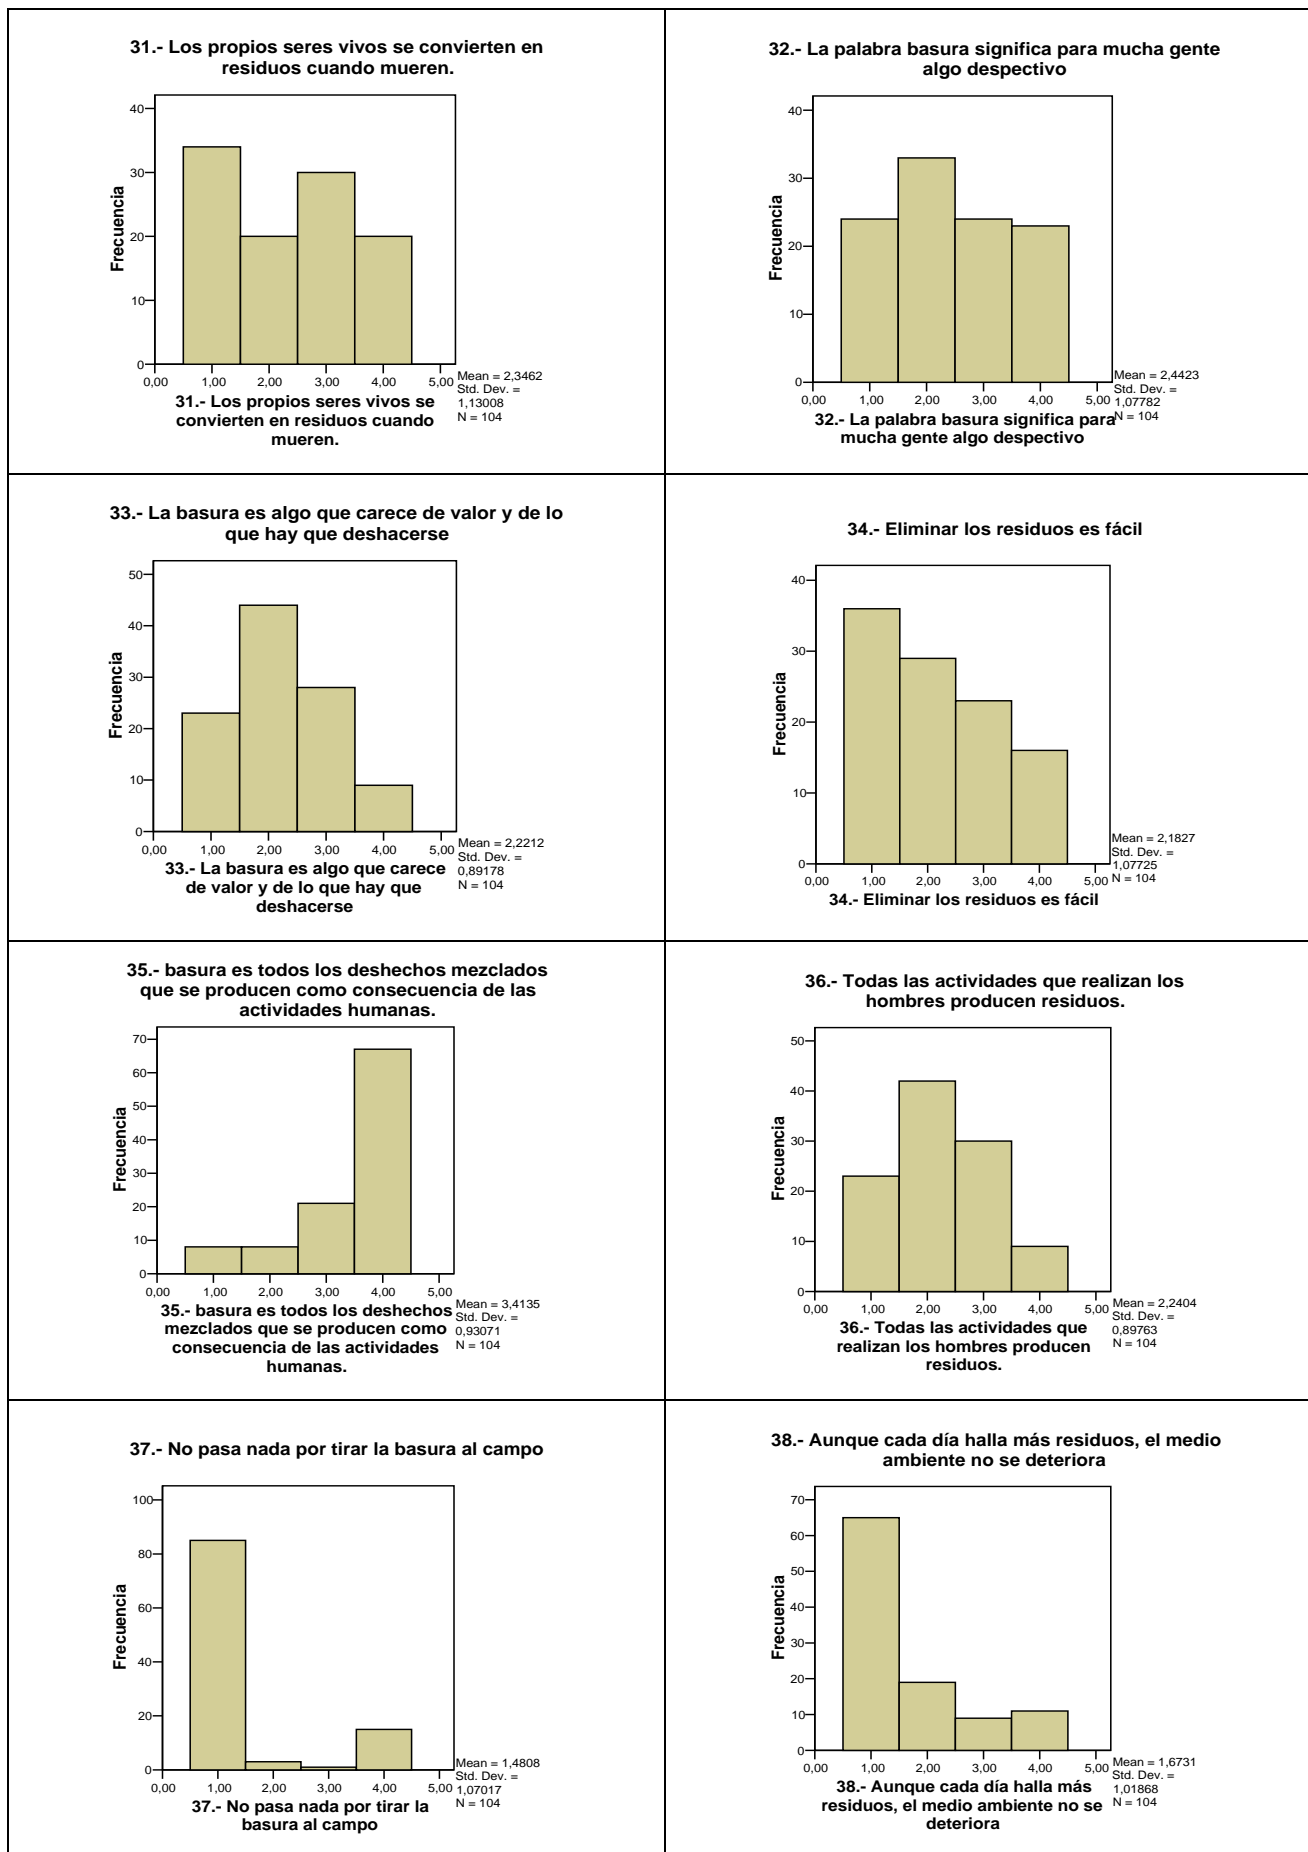 31.- Los propios seres vivos se convierten en
residuos cuando mueren.
40
30
20
10
0
Frecuencia
0,00 1,00 2,00 3,00 4,00 5,00
Mean = 2,3462
Std. Dev. =
1,13008
N = 104
31.- Los propios seres vivos se
convierten en residuos cuando
mueren.
32.- La palabra basura significa para mucha gente
algo despectivo
40
30
20
10
0
Frecuencia
0,00 1,00 2,00 3,00 4,00 5,00
Mean = 2,4423
Std. Dev. =
1,07782
N = 104
32.- La palabra basura significa para
mucha gente algo despectivo
33.- La basura es algo que carece de valor y de lo
que hay que deshacerse
50
40
30
20
10
0
Frecuencia
0,00 1,00 2,00 3,00 4,00 5,00
Mean = 2,2212
Std. Dev. =
0,89178
N = 104
33.- La basura es algo que carece
de valor y de lo que hay que
deshacerse
34.- Eliminar los residuos es fácil
40
30
20
10
0
Frecuencia
0,00 1,00 2,00 3,00 4,00 5,00
Mean = 2,1827
Std. Dev. =
1,07725
N = 104
34.- Eliminar los residuos es fácil
35.- basura es todos los deshechos mezclados
que se producen como consecuencia de las
actividades humanas.
70
60
50
40
30
20
10
0
Frecuencia
0,00 1,00 2,00 3,00 4,00 5,00
Mean = 3,4135
Std. Dev. =
0,93071
N = 104
35.- basura es todos los deshechos
mezclados que se producen como
consecuencia de las actividades
humanas.
36.- Todas las actividades que realizan los
hombres producen residuos.
50
40
30
20
10
0
Frecuencia
0,00 1,00 2,00 3,00 4,00 5,00
Mean = 2,2404
Std. Dev. =
0,89763
N = 104
36.- Todas las actividades que
realizan los hombres producen
residuos.
37.- No pasa nada por tirar la basura al campo
100
80
60
40
20
0
Frecuencia
0,00 1,00 2,00 3,00 4,00 5,00
Mean = 1,4808
Std. Dev. =
1,07017
N = 104
37.- No pasa nada por tirar la
basura al campo
38.- Aunque cada día halla más residuos, el medio
ambiente no se deteriora
70
60
50
40
30
20
10
0
Frecuencia
0,00 1,00 2,00 3,00 4,00 5,00
Mean = 1,6731
Std. Dev. =
1,01868
N = 104
38.- Aunque cada día halla más
residuos, el medio ambiente no se
deteriora